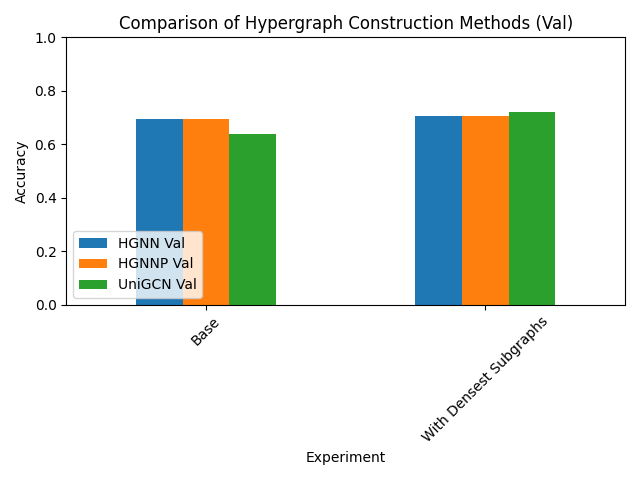 Comparison of Hypergraph Construction Methods (Val)
1.0
0.8
0.6
0.4
0.2
0.0
Accuracy
HGNN Val
HGNNP Val
UniGCN Val
Base
With Densest Subgraphs
Experiment